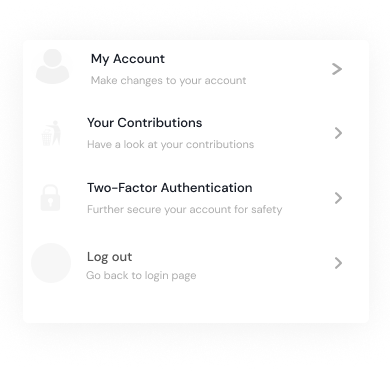 My Account
Make changes to your account
Your Contributions
Have a look at your contributions
Two-Factor Authentication
Further secure your account for safety
Log out
Go back to login page